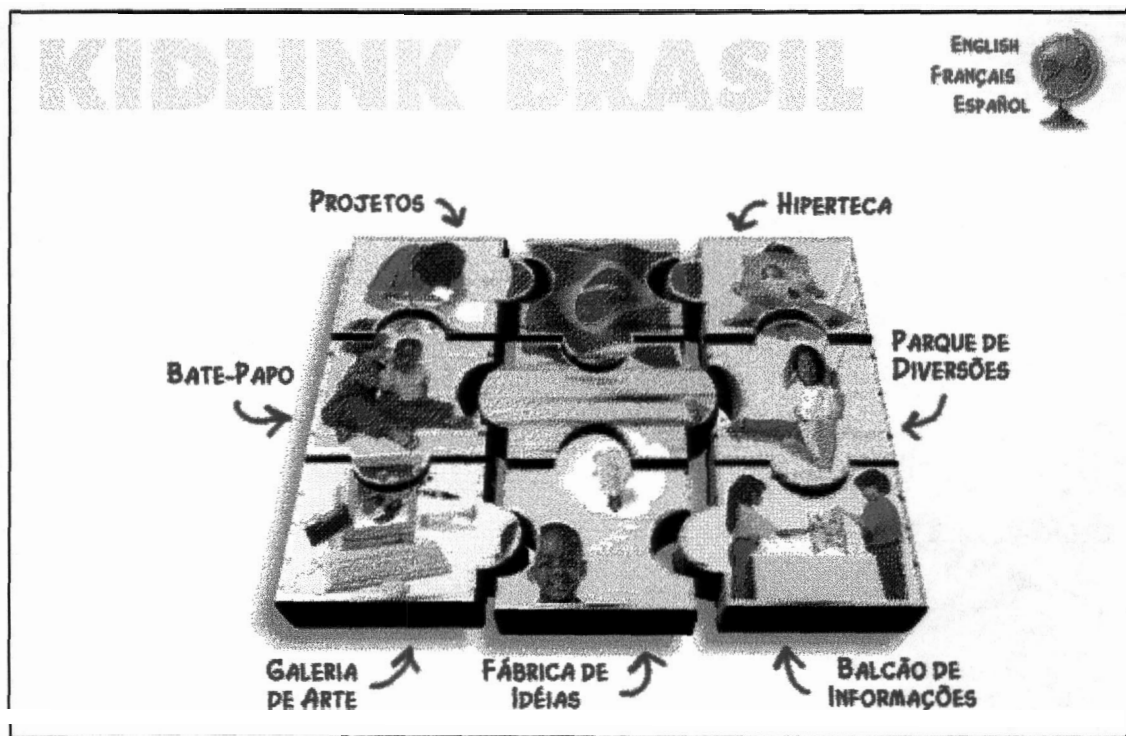 KIDLINK BRASIL
ENGLISH
FRANÇAIS
ESPAÑOL
PROJETOS
HIPERTECA
BATE-PAPO
PARQUE DE
DIVERSÕES
GALERIA
DE ARTE
FÁBRICA DE
IDÉIAS
BALCÃO DE
INFORMAÇÕES